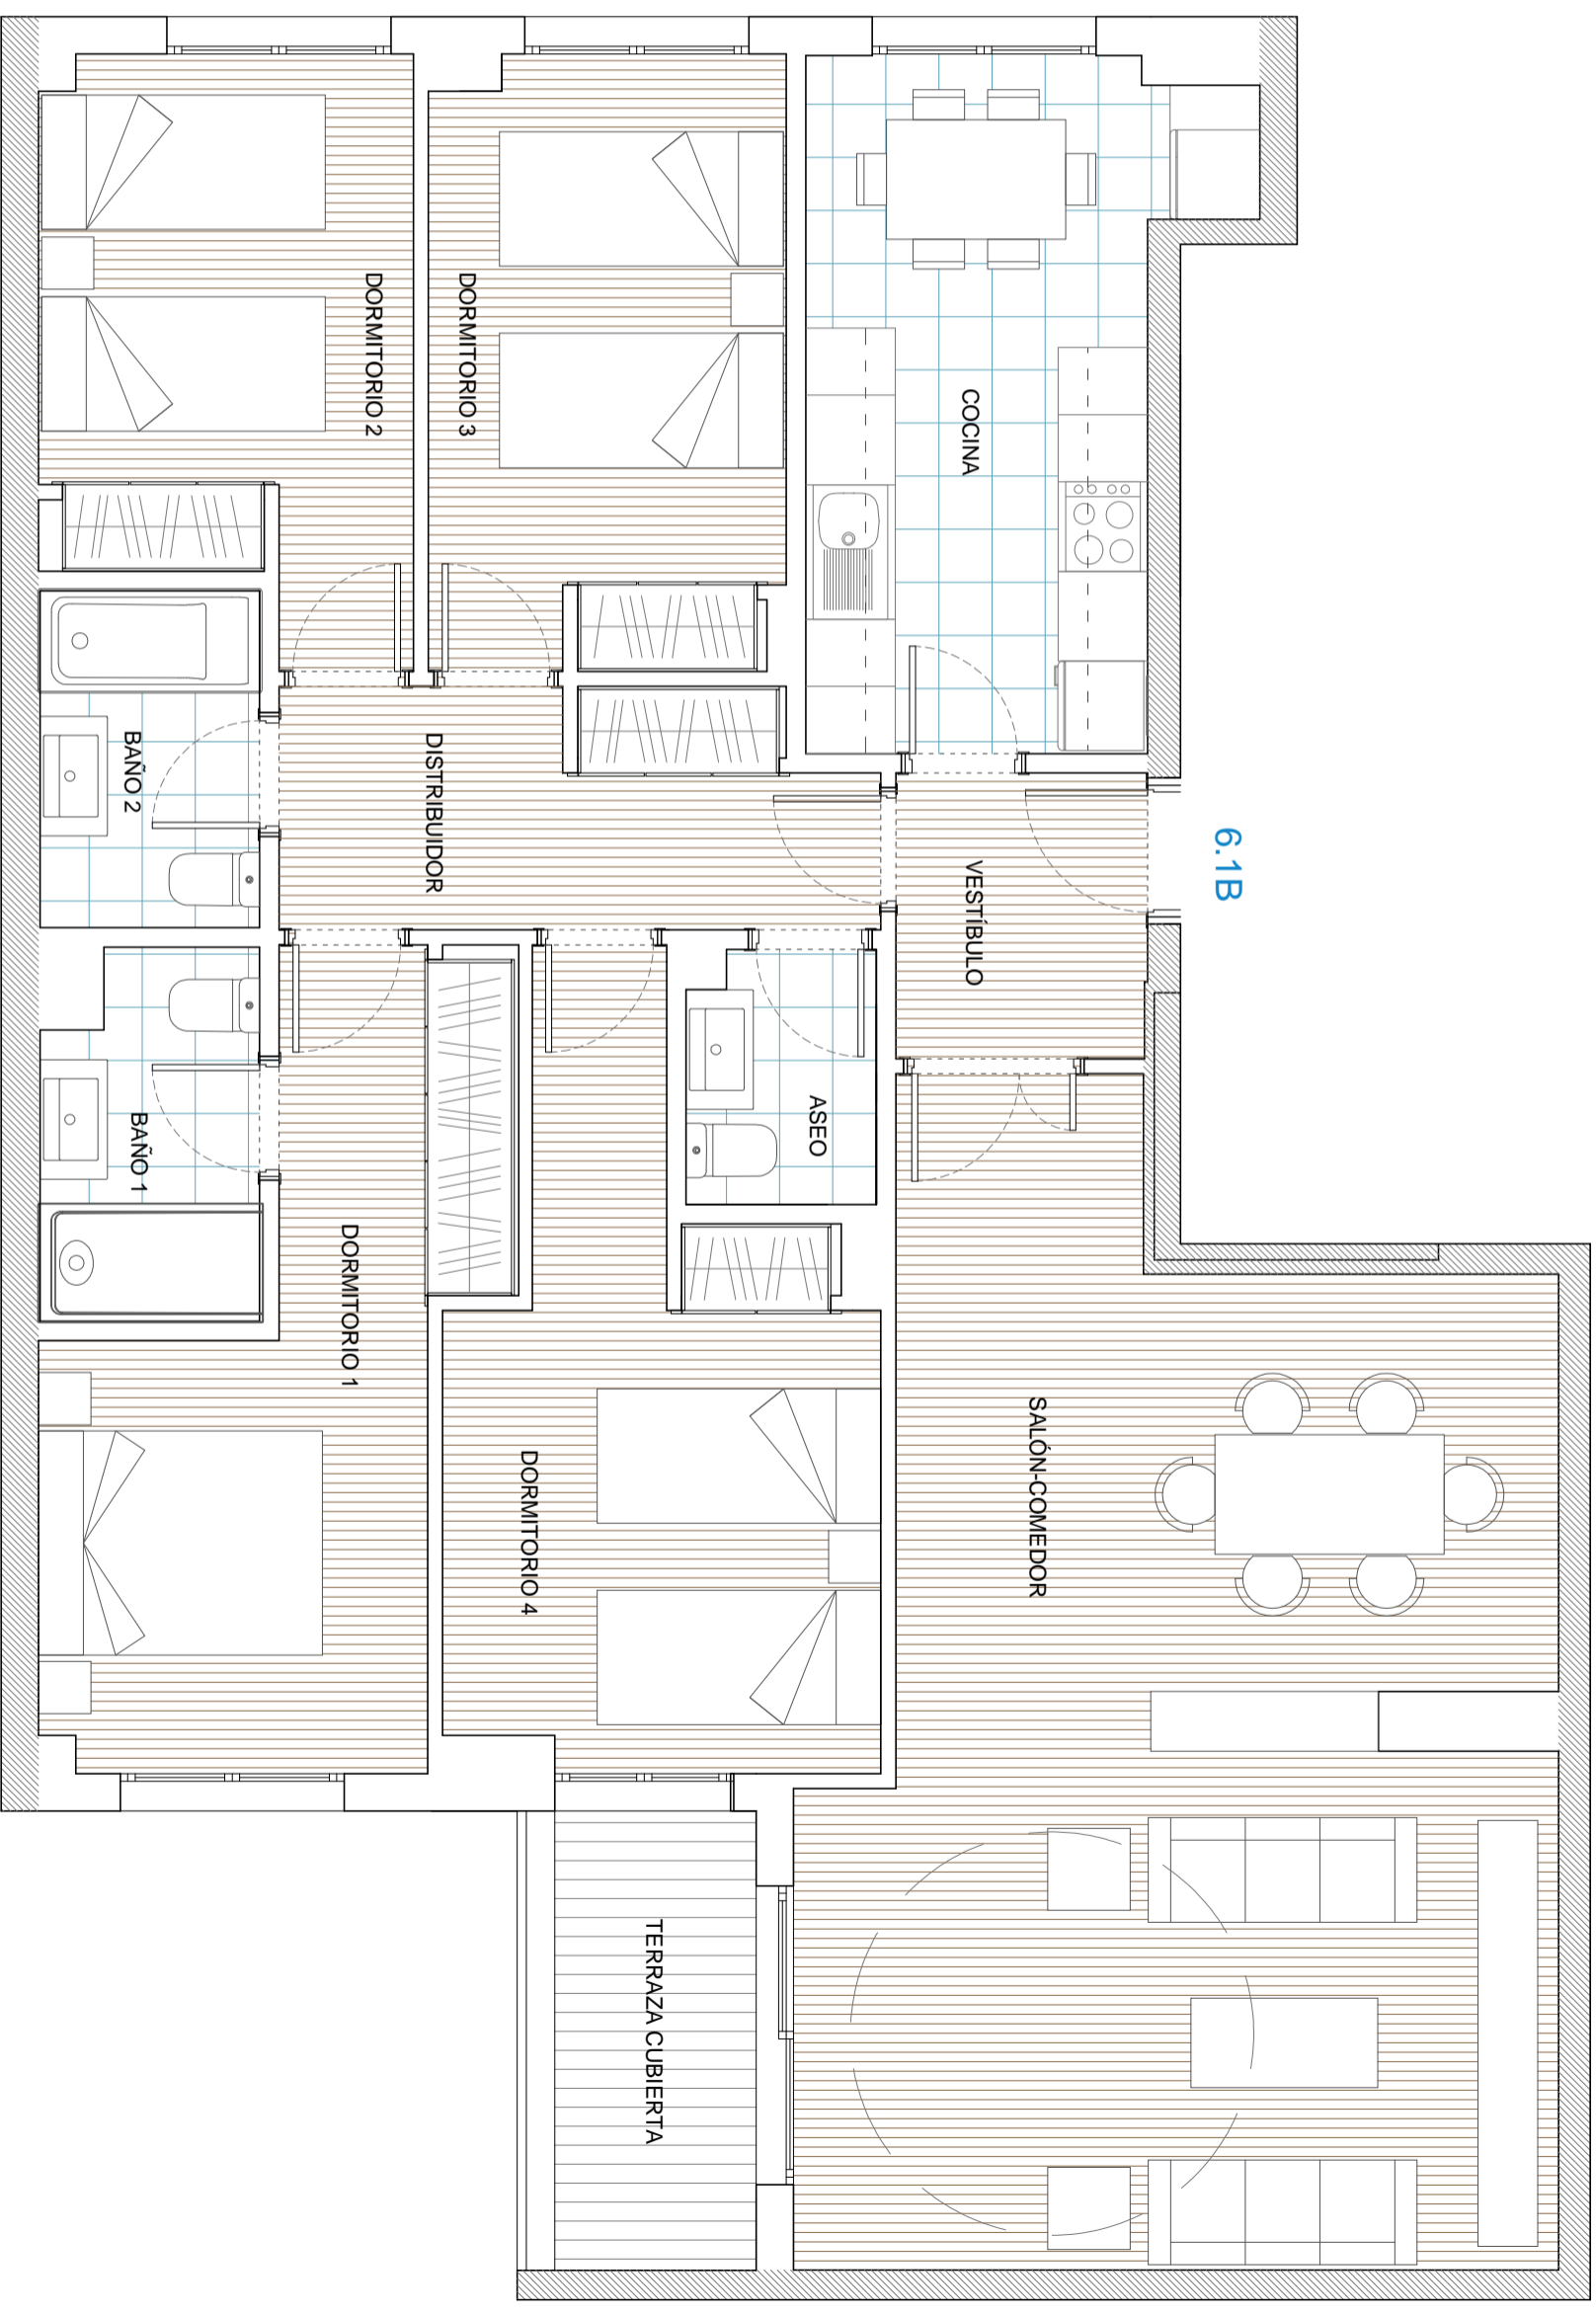 6.1B
COCINA
DORMITORIO 3
DORMITORIO 2
VESTÍBULO
DISTRIBUIDOR
BAÑO 2
ASEO
BAÑO 1
DORMITORIO 1
SALÓN-COMEDOR
DORMITORIO 4
TERRAZA CUBIERTA